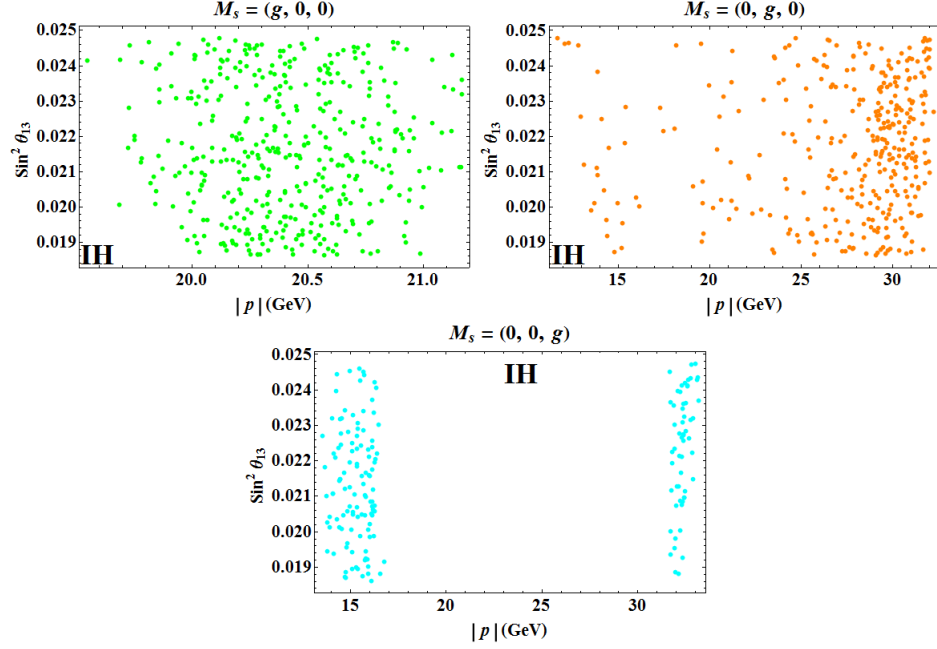 M_s = (g, 0, 0)
0.025
0.024
0.023
0.022
0.021
0.020
0.019
Sin² θ₁₃
IH
20.0 20.5 21.0
| p | (GeV)
M_s = (0, g, 0)
0.025
0.024
0.023
0.022
0.021
0.020
0.019
Sin² θ₁₃
IH
15 20 25 30
| p | (GeV)
M_s = (0, 0, g)
0.025
0.024
0.023
0.022
0.021
0.020
0.019
Sin² θ₁₃
IH
15 20 25 30
| p | (GeV)